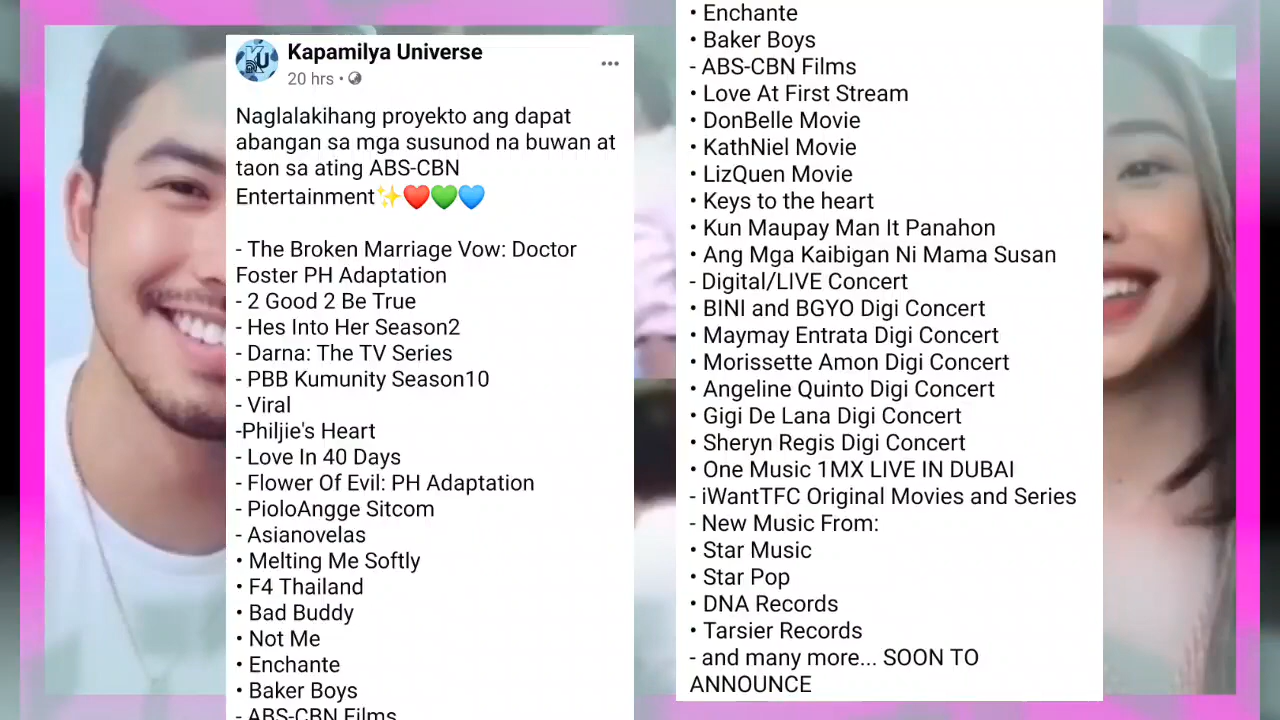 Kapamilya Universe
20 hrs •
Naglalakihang proyekto ang dapat
abangan sa mga susunod na buwan at
taon sa ating ABS-CBN
Entertainment✨❤️💚💙
- The Broken Marriage Vow: Doctor
Foster PH Adaptation
- 2 Good 2 Be True
- Hes Into Her Season2
- Darna: The TV Series
- PBB Kumunity Season10
- Viral
-Philjie's Heart
- Love In 40 Days
- Flower Of Evil: PH Adaptation
- PioloAngge Sitcom
- Asianovelas
• Melting Me Softly
• F4 Thailand
• Bad Buddy
• Not Me
• Enchante
• Baker Boys
- ABS-CBN Films
• Enchante
• Baker Boys
- ABS-CBN Films
• Love At First Stream
• DonBelle Movie
• KathNiel Movie
• LizQuen Movie
• Keys to the heart
• Kun Maupay Man It Panahon
• Ang Mga Kaibigan Ni Mama Susan
- Digital/LIVE Concert
• BINI and BGYO Digi Concert
• Maymay Entrata Digi Concert
• Morissette Amon Digi Concert
• Angeline Quinto Digi Concert
• Gigi De Lana Digi Concert
• Sheryn Regis Digi Concert
• One Music 1MX LIVE IN DUBAI
- iWantTFC Original Movies and Series
- New Music From:
• Star Music
• Star Pop
• DNA Records
• Tarsier Records
- and many more... SOON TO
ANNOUNCE